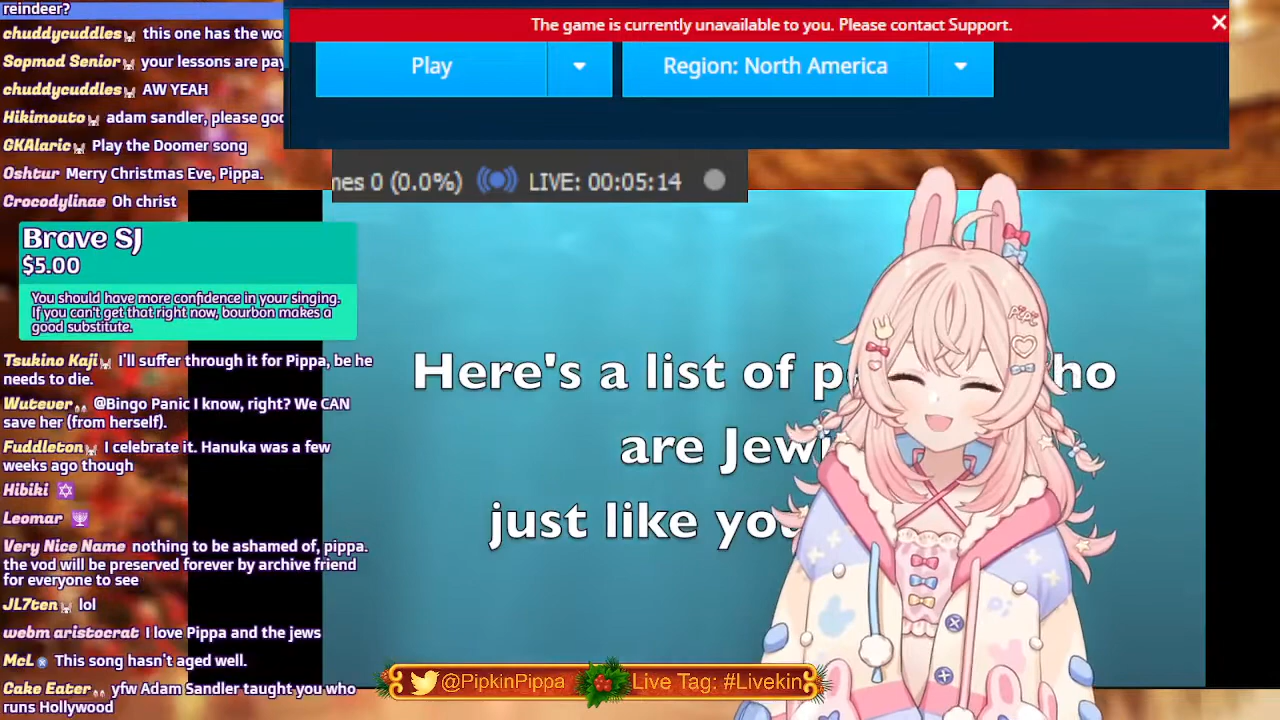 reindeer?
chuddycuddles this one has the wo
Sopmod Senior your lessons are pay
chuddycuddles AW YEAH
Hikimouto adam sandler, please god
GKAlaric Play the Doomer song
Oshtur Merry Christmas Eve, Pippa.
Crocodylinae Oh christ
Brave SJ
$5.00
You should have more confidence in your singing.
If you can't get that right now, bourbon makes a
good substitute.
Tsukino Kaji I'll suffer through it for Pippa, be he
needs to die.
Wutever @Bingo Panic I know, right? We CAN
save her (from herself).
Fuddleton I celebrate it. Hanuka was a few
weeks ago though
Hibiki
Leomar
Very Nice Name nothing to be ashamed of, pippa.
the vod will be preserved forever by archive friend
for everyone to see
JL7ten lol
webm aristocrat I love Pippa and the jews
McL This song hasn't aged well.
Cake Eater yfw Adam Sandler taught you who
runs Hollywood
The game is currently unavailable to you. Please contact Support.
Play
Region: North America
mes 0 (0.0%) LIVE: 00:05:14
Here's a list of p ho
are Jewi
just like you
PiPi
@PipkinPippa Live Tag: #Livekin